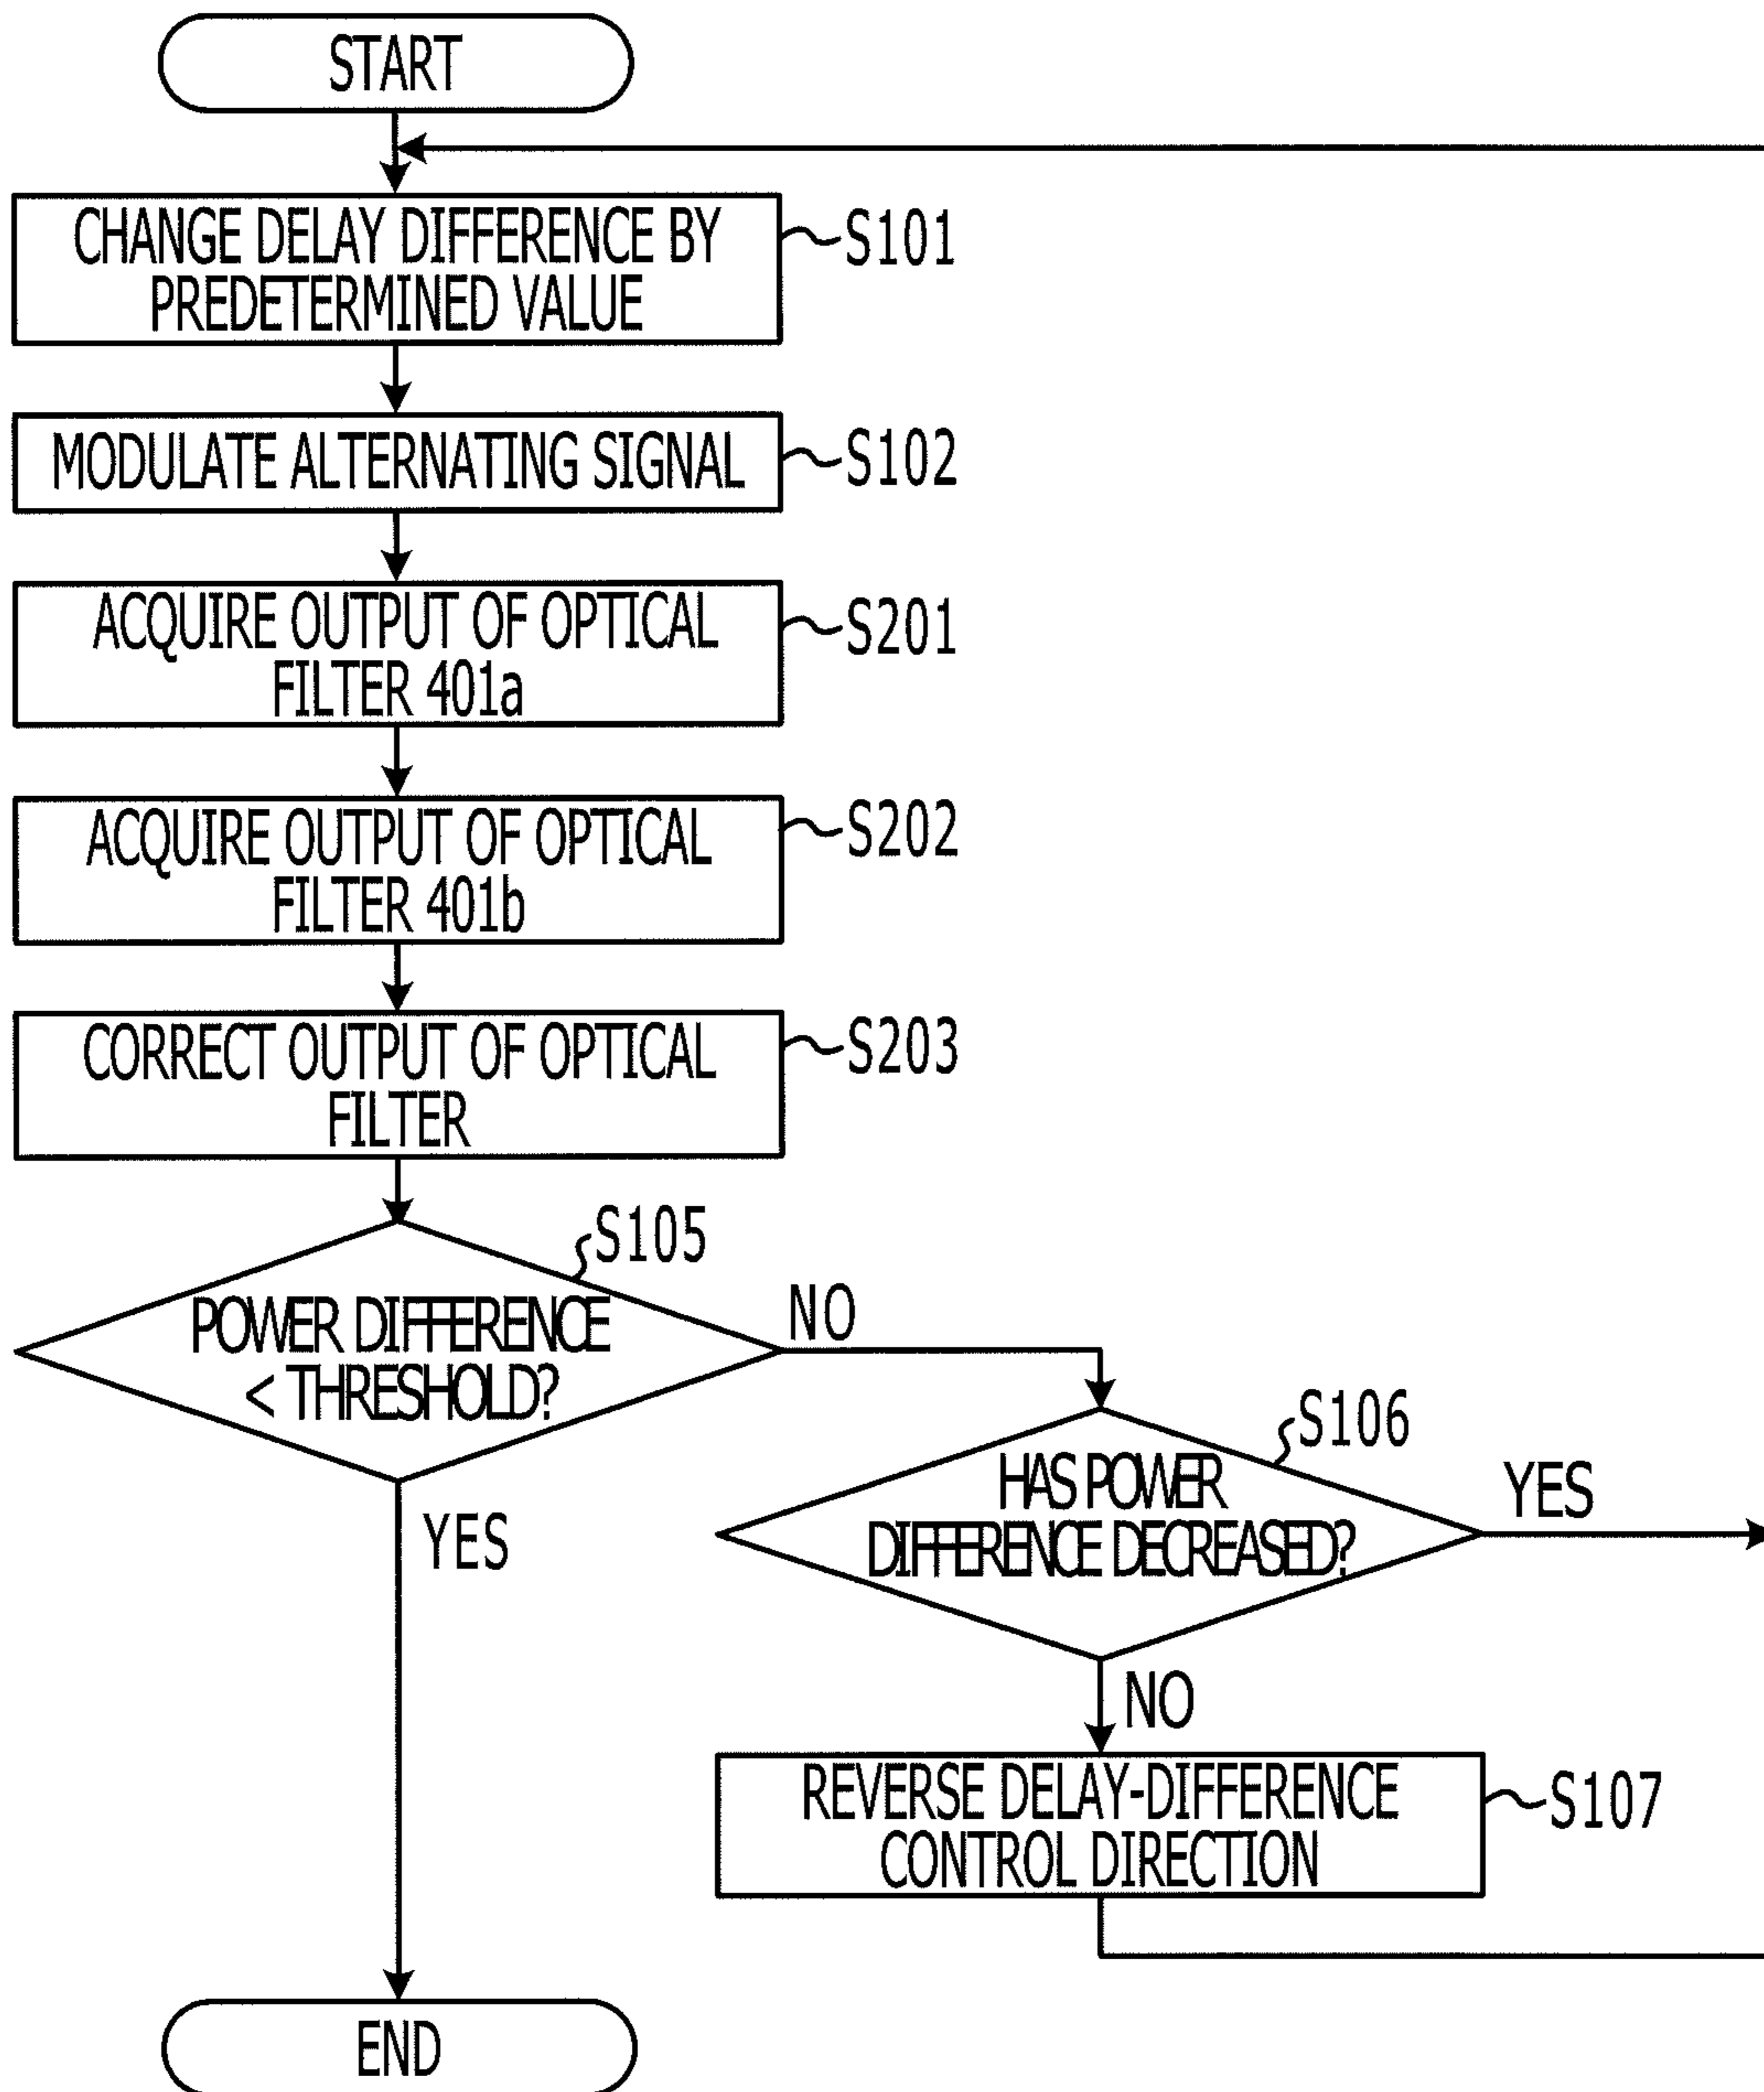 START
CHANGE DELAY DIFFERENCE BY
PREDETERMINED VALUE
S101
MODULATE ALTERNATING SIGNAL
S102
ACQUIRE OUTPUT OF OPTICAL
FILTER 401a
S201
ACQUIRE OUTPUT OF OPTICAL
FILTER 401b
S202
CORRECT OUTPUT OF OPTICAL
FILTER
S203
S105
POWER DIFFERENCE
< THRESHOLD?
NO
YES
S106
HAS POWER
DIFFERENCE DECREASED?
YES
NO
REVERSE DELAY-DIFFERENCE
CONTROL DIRECTION
S107
END